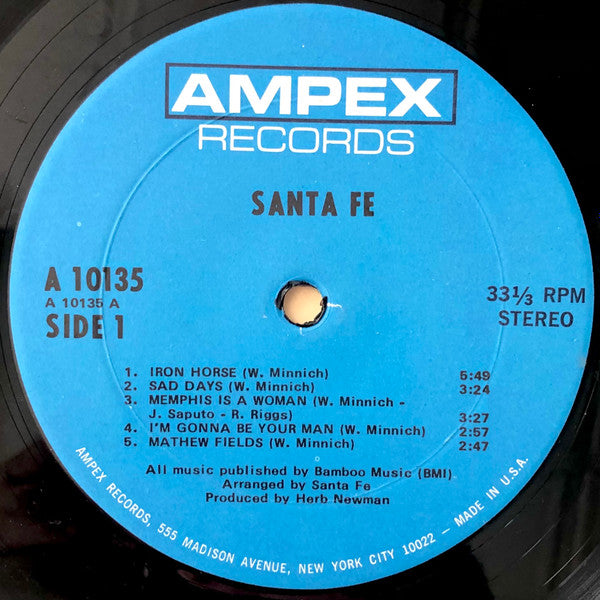 AMPEX
RECORDS
SANTA FE
A 10135
A 10135 A
SIDE 1
33⅓ RPM
STEREO
1. IRON HORSE (W. Minnich) 5:49
2. SAD DAYS (W. Minnich) 3:24
3. MEMPHIS IS A WOMAN (W. Minnich -
J. Saputo - R. Riggs) 3:27
4. I'M GONNA BE YOUR MAN (W. Minnich) 2:57
5. MATHEW FIELDS (W. Minnich) 2:47
All music published by Bamboo Music (BMI)
Arranged by Santa Fe
Produced by Herb Newman
AMPEX RECORDS, 555 MADISON AVENUE, NEW YORK CITY 10022 — MADE IN U.S.A.